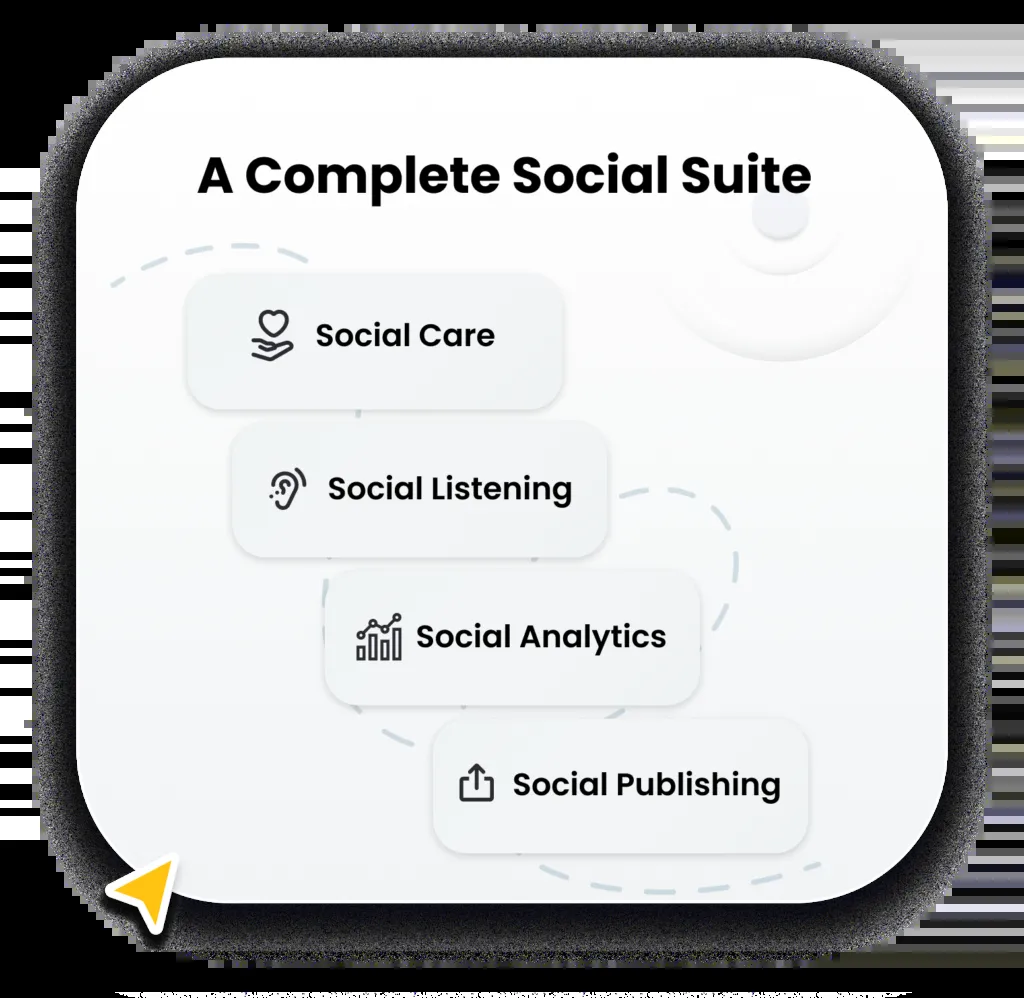 A Complete Social Suite
Social Care
Social Listening
Social Analytics
Social Publishing